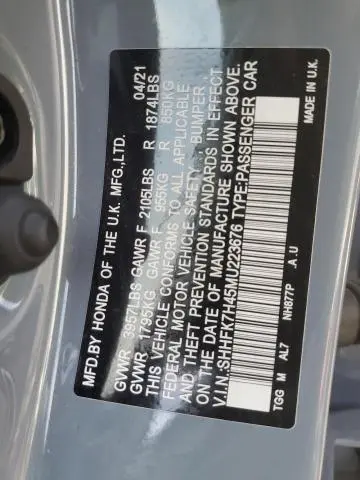 MFD.BY HONDA OF THE U.K. MFG.,LTD. 04/21
GVWR 3957LBS GAWR F 2105LBS R 1874LBS
GVWR 1795KG GAWR F 955KG R 850KG
THIS VEHICLE CONFORMS TO ALL APPLICABLE
FEDERAL MOTOR VEHICLE SAFETY, BUMPER,
AND THEFT PREVENTION STANDARDS IN EFFECT
ON THE DATE OF MANUFACTURE SHOWN ABOVE.
V.I.N.:SHHFK7H45MU223676 TYPE:PASSENGER CAR
TGG M AL7 NH877P .A .U MADE IN U.K.